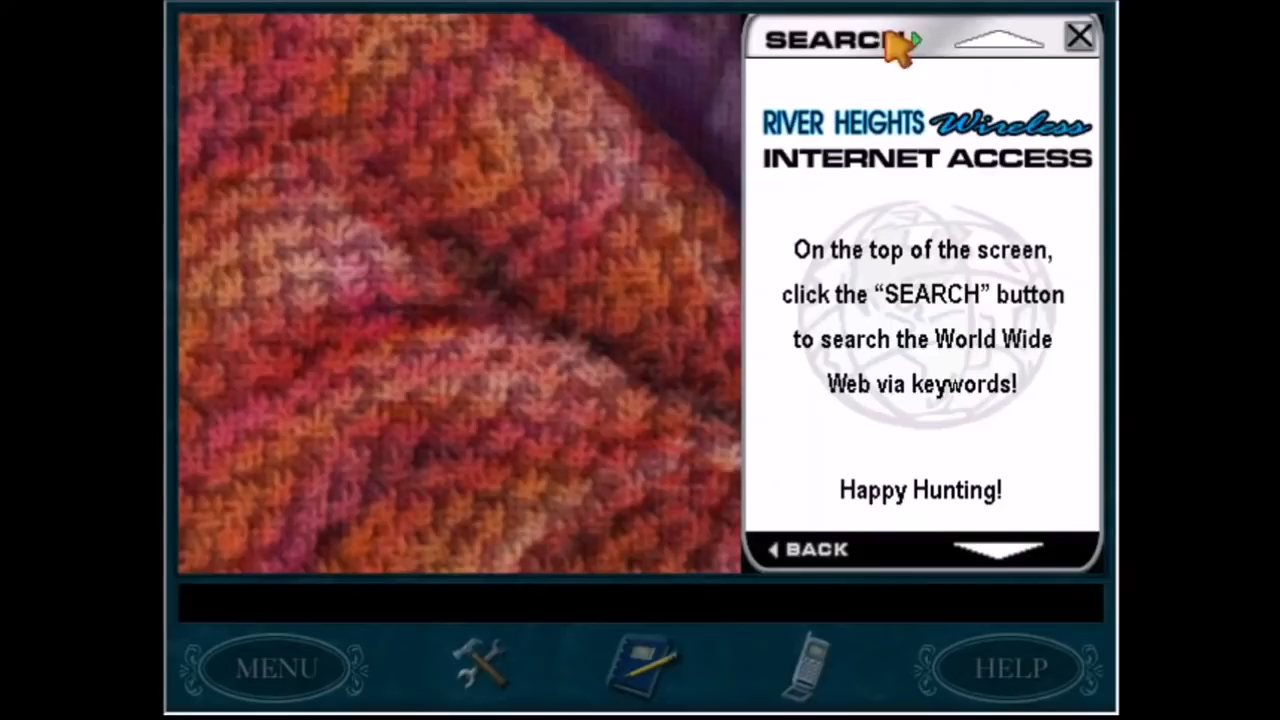 SEARCH
RIVER HEIGHTS Wireless
INTERNET ACCESS
On the top of the screen,
click the “SEARCH” button
to search the World Wide
Web via keywords!
Happy Hunting!
BACK
MENU
HELP